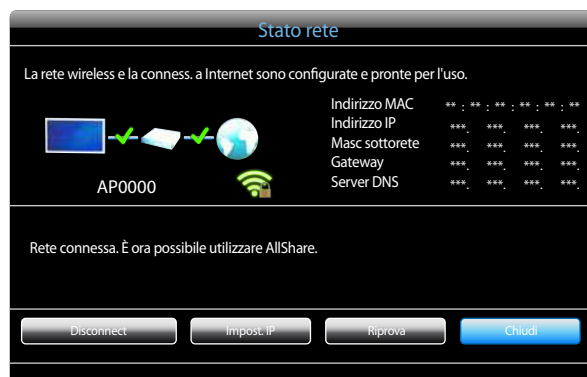 Stato rete
La rete wireless e la conness. a Internet sono configurate e pronte per l'uso.
Indirizzo MAC ** : ** : ** : ** : ** : **
Indirizzo IP ***. ***. ***. ***
Masc sottorete ***. ***. ***. ***
Gateway ***. ***. ***. ***
Server DNS ***. ***. ***. ***
AP0000
Rete connessa. È ora possibile utilizzare AllShare.
Disconnect Impost. IP Riprova Chiudi